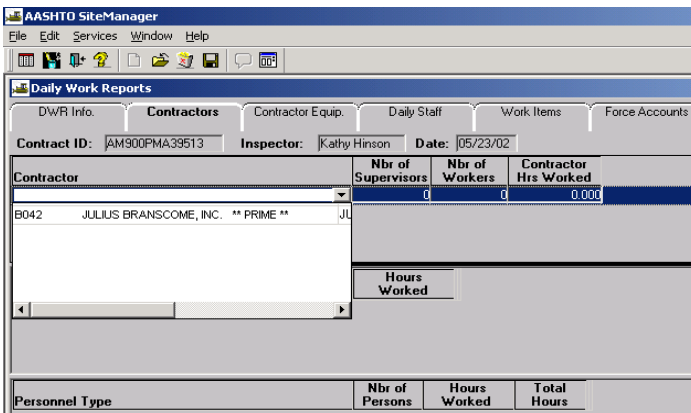 AASHTO SiteManager
File Edit Services Window Help
Daily Work Reports
DWR Info. Contractors Contractor Equip. Daily Staff Work Items Force Accounts
Contract ID: AM900PMA39513 Inspector: Kathy Hinson Date: 05/23/02
Contractor Nbr of Supervisors Nbr of Workers Contractor Hrs Worked
0 0 0.000
B042 JULIUS BRANSCOME, INC. ** PRIME ** JU
Hours Worked
Personnel Type Nbr of Persons Hours Worked Total Hours